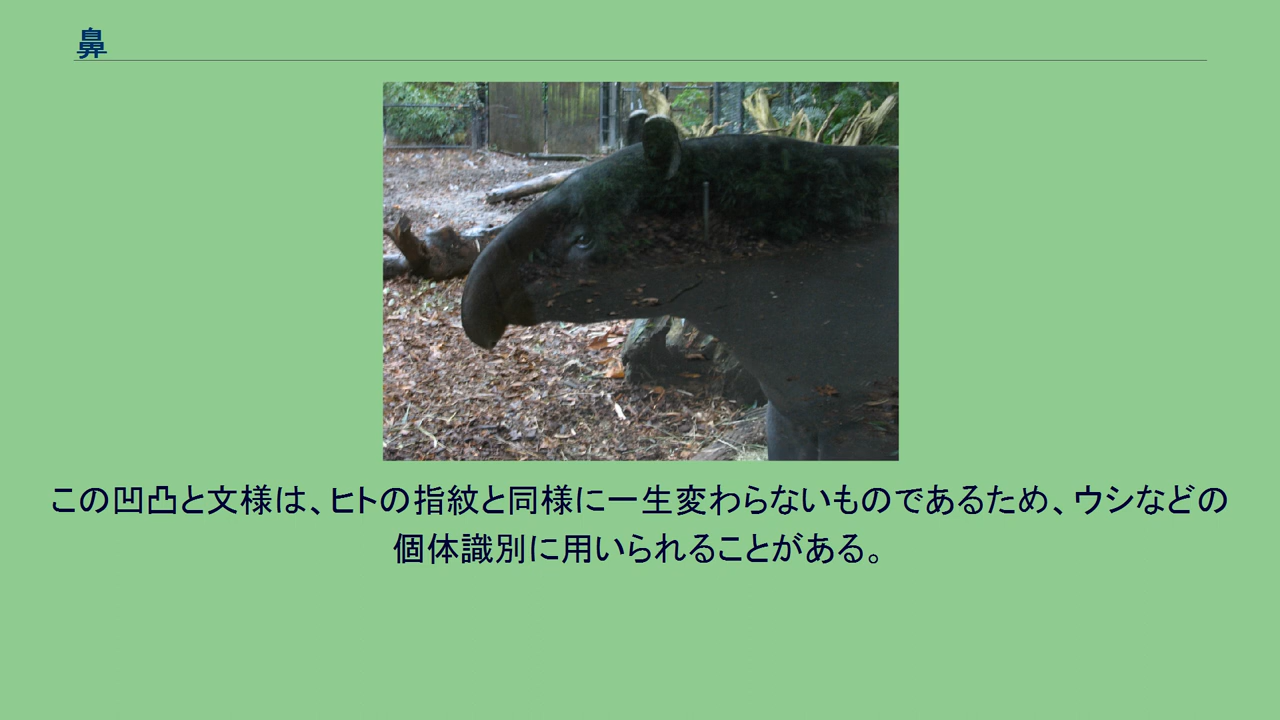 鼻
この凹凸と文様は、ヒトの指紋と同様に一生変わらないものであるため、ウシなどの
個体識別に用いられることがある。